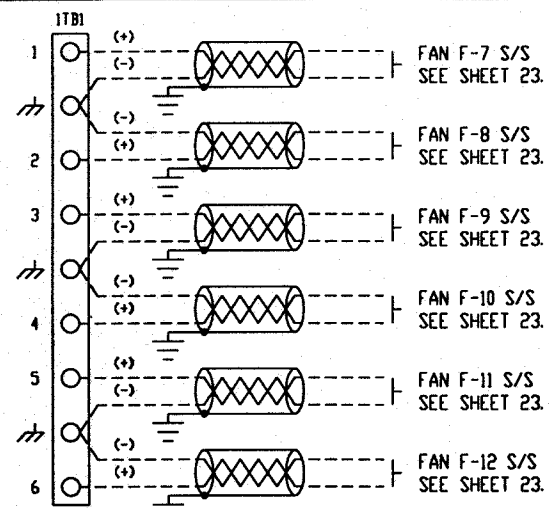 1TB1
1 (+) FAN F-7 S/S
(-) SEE SHEET 23.
(-) FAN F-8 S/S
2 (+) SEE SHEET 23.
3 (+) FAN F-9 S/S
(-) SEE SHEET 23.
(-) FAN F-10 S/S
4 (+) SEE SHEET 23.
5 (+) FAN F-11 S/S
(-) SEE SHEET 23.
(-) FAN F-12 S/S
6 (+) SEE SHEET 23.